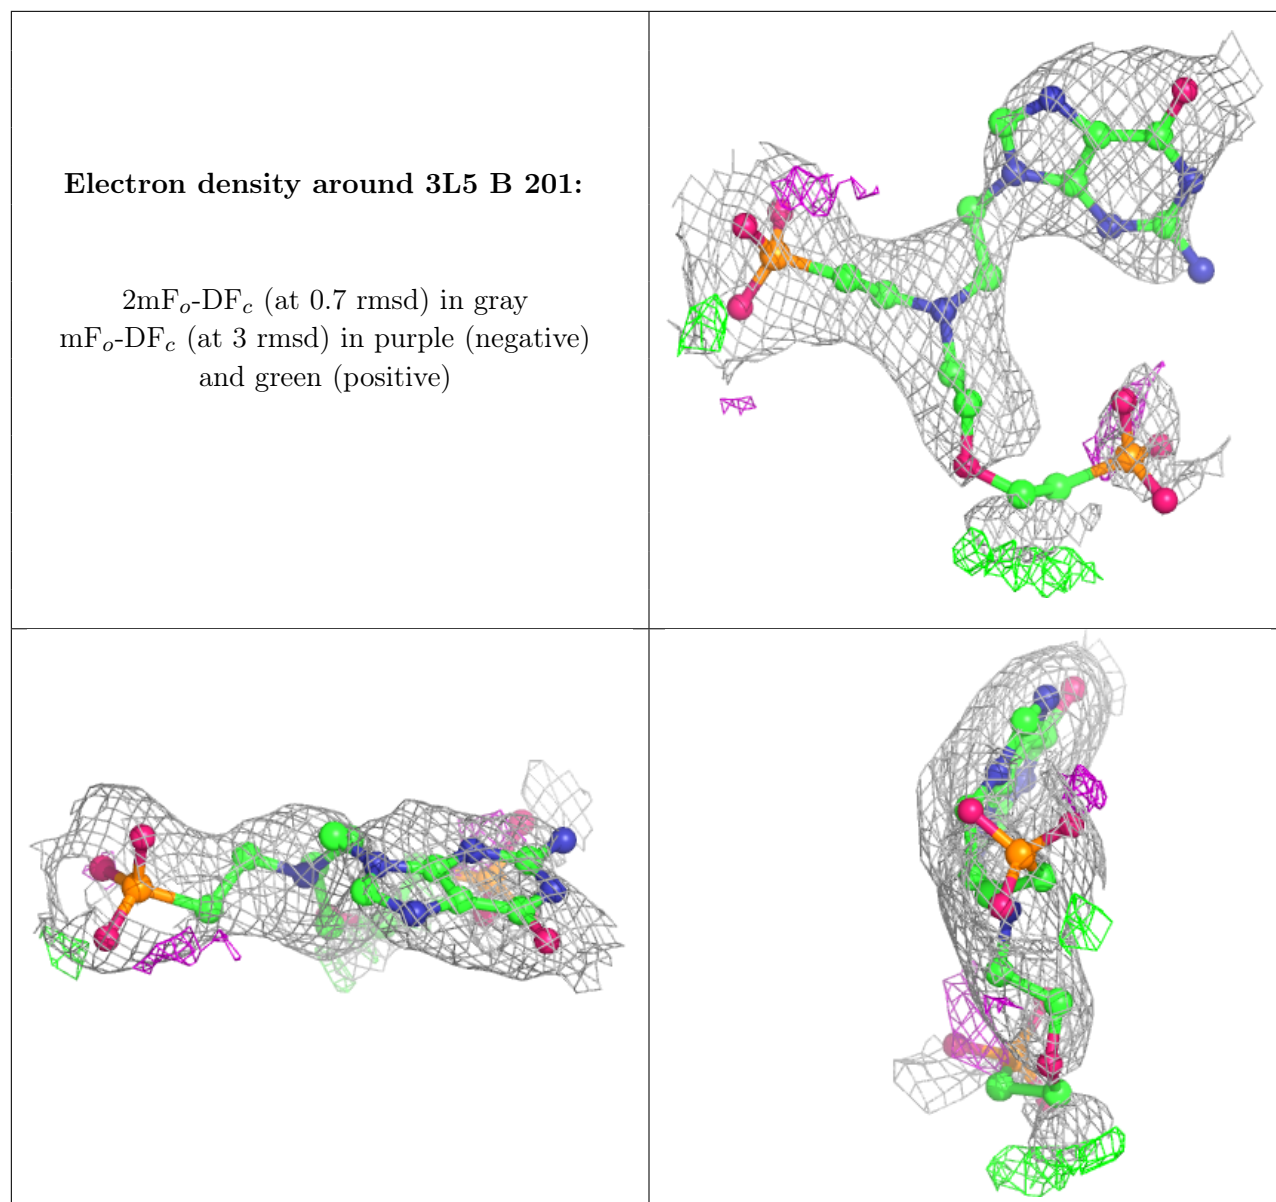 Electron density around 3L5 B 201:
2mFo-DFc (at 0.7 rmsd) in gray
mFo-DFc (at 3 rmsd) in purple (negative)
and green (positive)